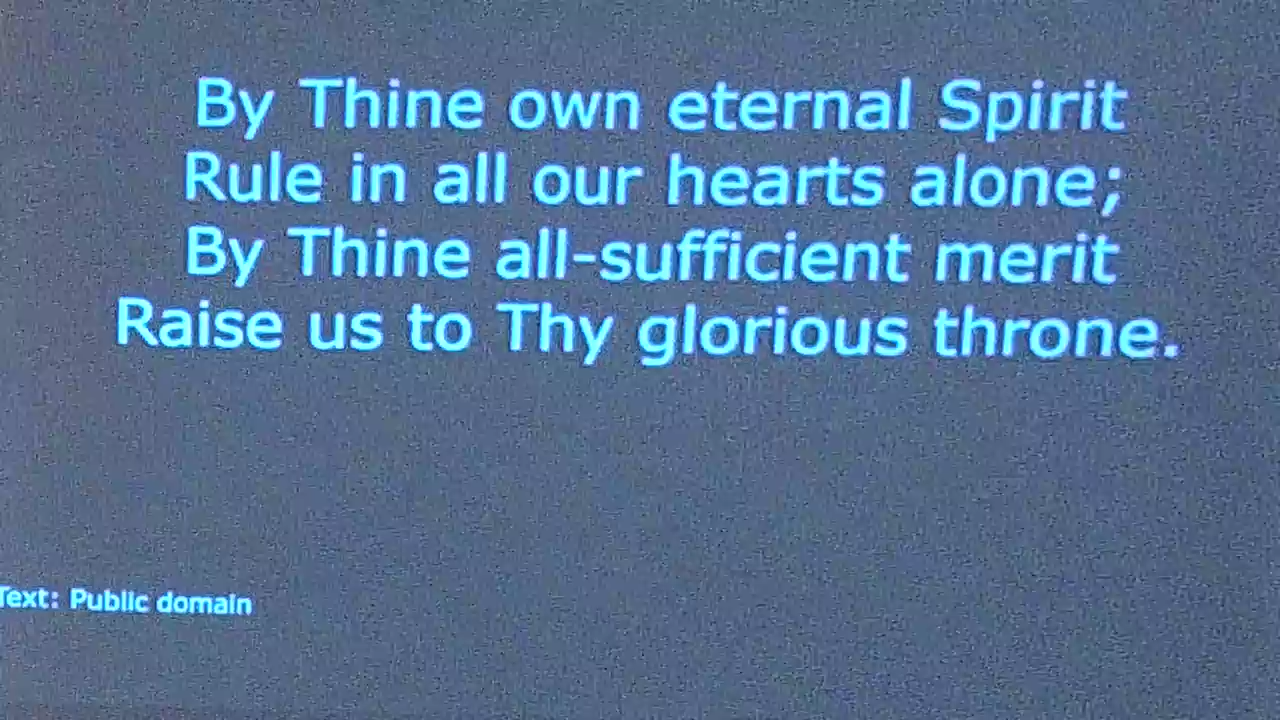 By Thine own eternal Spirit
Rule in all our hearts alone;
By Thine all-sufficient merit
Raise us to Thy glorious throne.
Text: Public domain